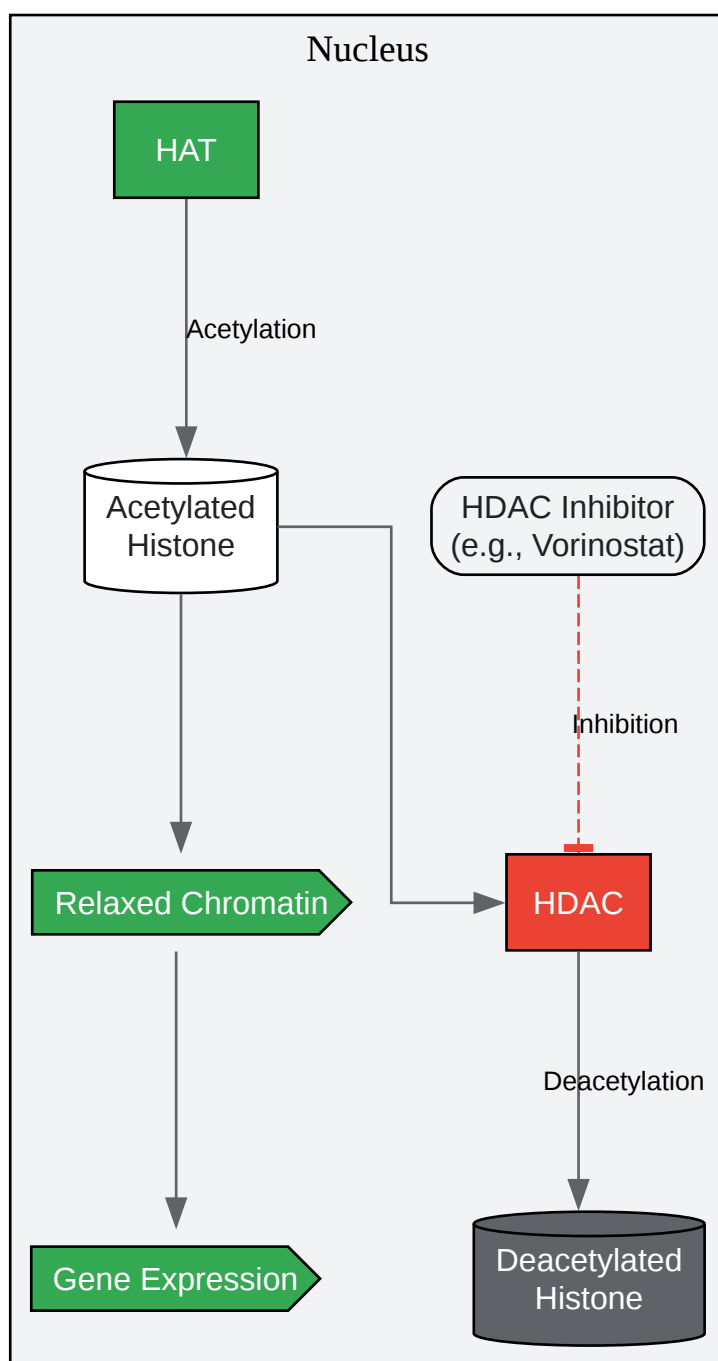 Nucleus
HAT
Acetylation
Acetylated
Histone
HDAC Inhibitor
(e.g., Vorinostat)
Inhibition
Relaxed Chromatin
HDAC
Deacetylation
Gene Expression
Deacetylated
Histone